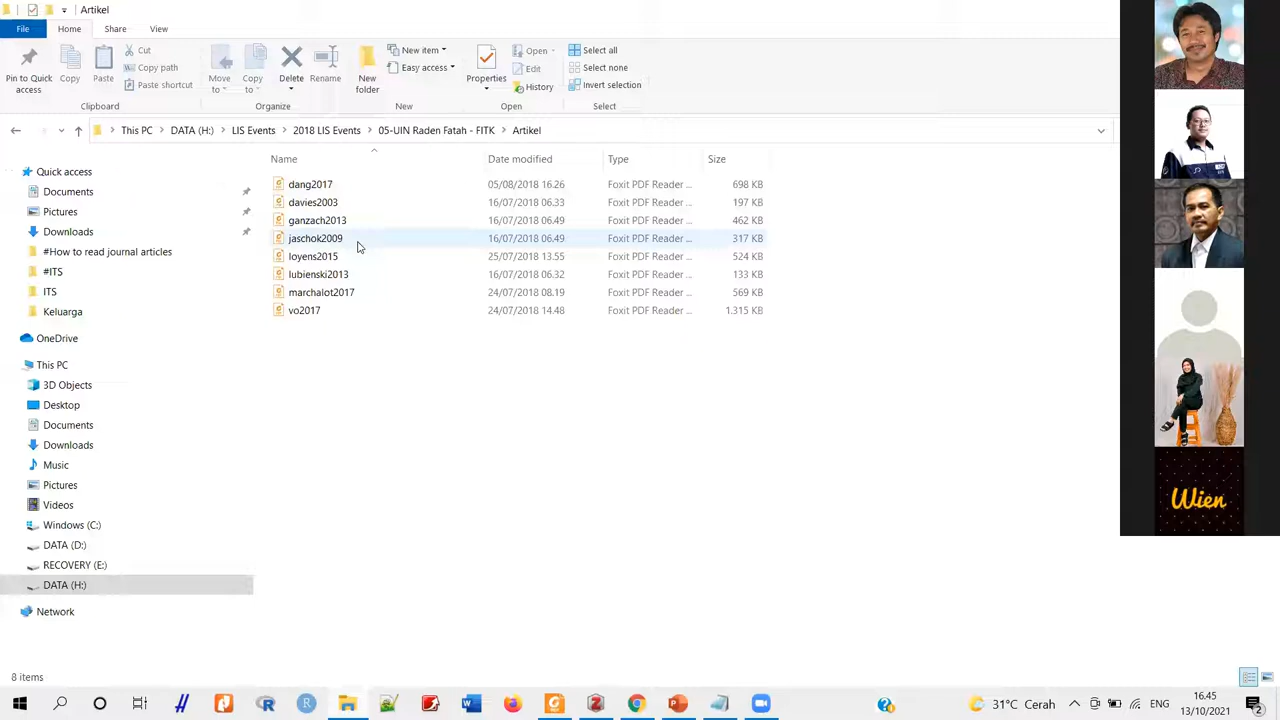 Artikel
File Home Share View
Pin to Quick access
Copy
Paste
Cut
Copy path
Paste shortcut
Clipboard
Move to
Copy to
Delete
Rename
Organize
New folder
New item
Easy access
New
Properties
Open
Edit
History
Open
Select all
Select none
Invert selection
Select
This PC DATA (H:) LIS Events 2018 LIS Events 05-UIN Raden Fatah - FITK Artikel
Name Date modified Type Size
dang2017 05/08/2018 16.26 Foxit PDF Reader ... 698 KB
davies2003 16/07/2018 06.33 Foxit PDF Reader ... 197 KB
ganzach2013 16/07/2018 06.49 Foxit PDF Reader ... 462 KB
jaschok2009 16/07/2018 06.49 Foxit PDF Reader ... 317 KB
loyens2015 25/07/2018 13.55 Foxit PDF Reader ... 524 KB
lubienski2013 16/07/2018 06.32 Foxit PDF Reader ... 133 KB
marchalot2017 24/07/2018 08.19 Foxit PDF Reader ... 569 KB
vo2017 24/07/2018 14.48 Foxit PDF Reader ... 1.315 KB
Quick access
Documents
Pictures
Downloads
#How to read journal articles
#ITS
ITS
Keluarga
OneDrive
This PC
3D Objects
Desktop
Documents
Downloads
Music
Pictures
Videos
Windows (C:)
DATA (D:)
RECOVERY (E:)
DATA (H:)
Network
8 items
Wien
31°C Cerah
ENG
16.45
13/10/2021
2